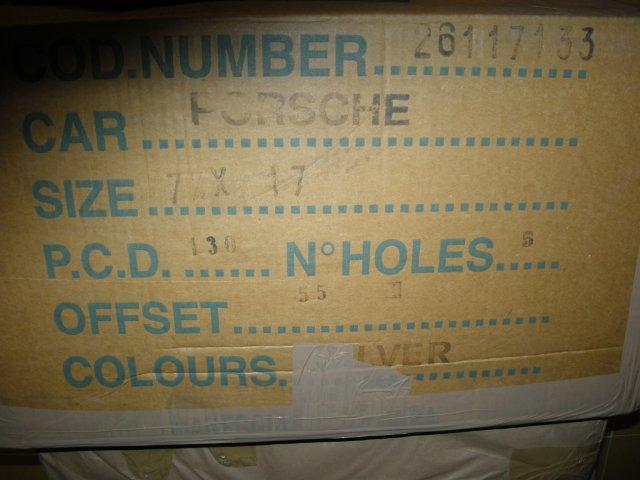 COD.NUMBER.............. 26117133
CAR ............................ PORSCHE
SIZE ............................ 7 X 17
P.C.D. 130 ....... N°HOLES 5 .....
OFFSET ..................... 55
COLOURS. ................